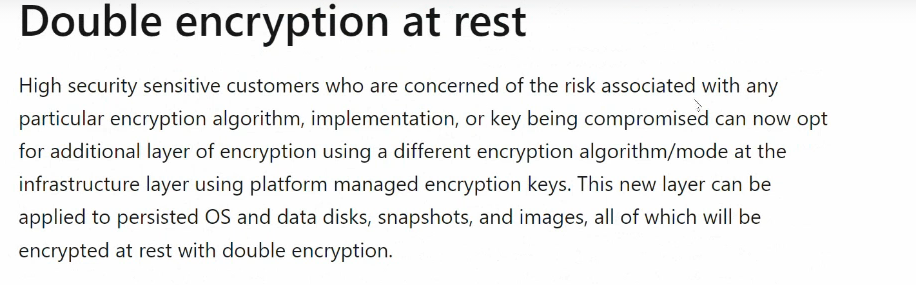 Double encryption at rest
High security sensitive customers who are concerned of the risk associated with any
particular encryption algorithm, implementation, or key being compromised can now opt
for additional layer of encryption using a different encryption algorithm/mode at the
infrastructure layer using platform managed encryption keys. This new layer can be
applied to persisted OS and data disks, snapshots, and images, all of which will be
encrypted at rest with double encryption.